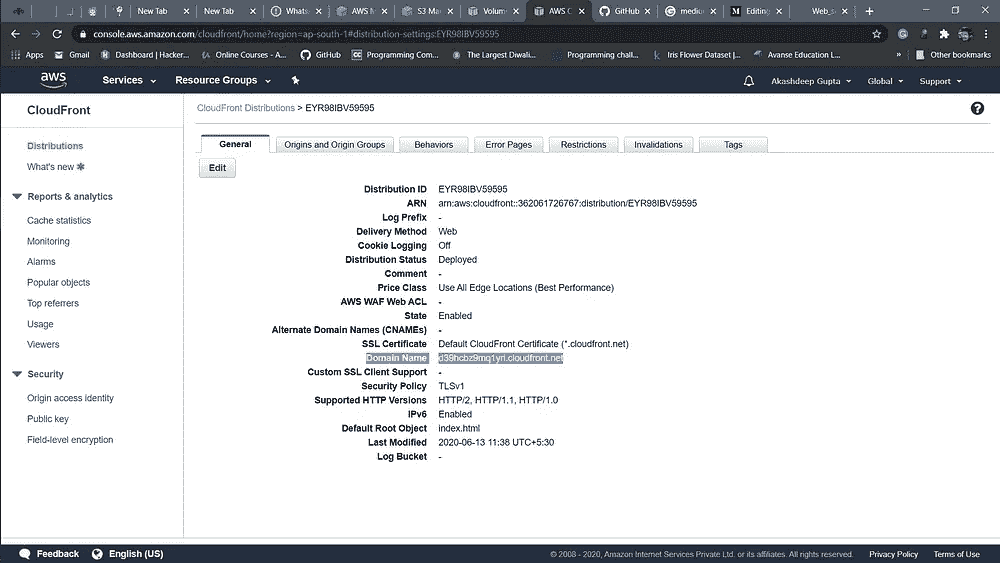 New Tab
New Tab
Whats
AWS M
S3 Ma
Volum
AWS C
GitHub
mediu
Editing
Web_s
console.aws.amazon.com/cloudfront/home?region=ap-south-1#distribution-settings:EYR98IBV59595
Apps Gmail Dashboard | Hacker... Online Courses - A... GitHub Programming Com... The Largest Diwali... Programming chall... Iris Flower Dataset |... Avanse Education L... » Other bookmarks
aws Services Resource Groups Akashdeep Gupta Global Support
CloudFront
Distributions
What's new
Reports & analytics
Cache statistics
Monitoring
Alarms
Popular objects
Top referrers
Usage
Viewers
Security
Origin access identity
Public key
Field-level encryption
CloudFront Distributions > EYR98IBV59595
General Origins and Origin Groups Behaviors Error Pages Restrictions Invalidations Tags
Edit
Distribution ID EYR98IBV59595
ARN arn:aws:cloudfront::362061726767:distribution/EYR98IBV59595
Log Prefix -
Delivery Method Web
Cookie Logging Off
Distribution Status Deployed
Comment -
Price Class Use All Edge Locations (Best Performance)
AWS WAF Web ACL -
State Enabled
Alternate Domain Names (CNAMEs) -
SSL Certificate Default CloudFront Certificate (*.cloudfront.net)
Domain Name d39hcbz9mq1yri.cloudfront.net
Custom SSL Client Support -
Security Policy TLSv1
Supported HTTP Versions HTTP/2, HTTP/1.1, HTTP/1.0
IPv6 Enabled
Default Root Object index.html
Last Modified 2020-06-13 11:38 UTC+5:30
Log Bucket -
Feedback English (US) © 2008 - 2020, Amazon Internet Services Private Ltd. or its affiliates. All rights reserved. Privacy Policy Terms of Use